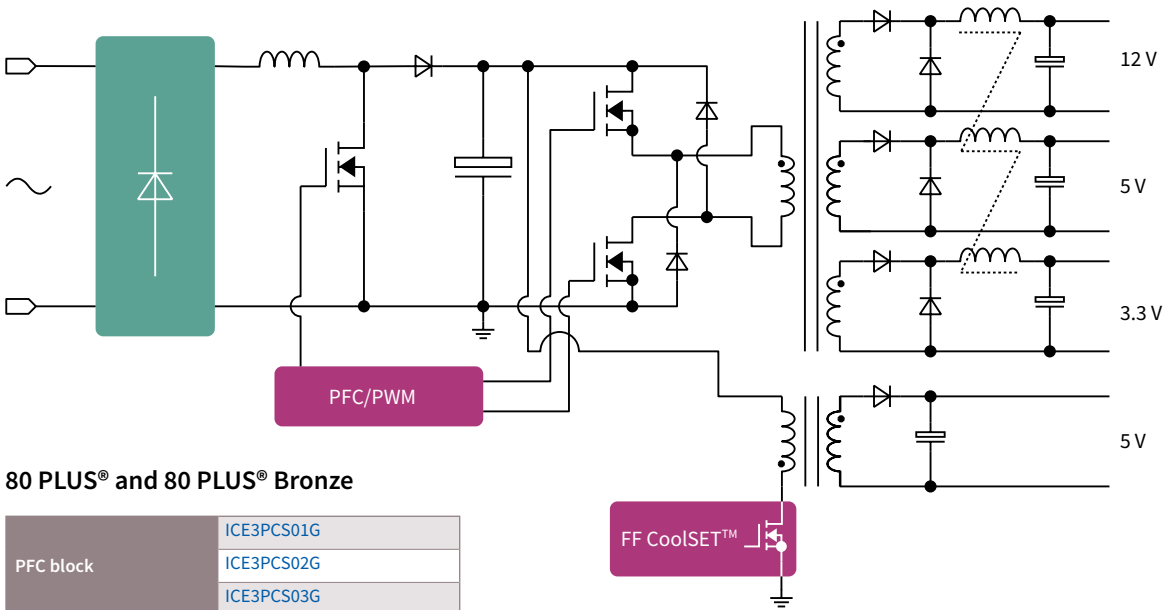 12 V
5 V
3.3 V
PFC/PWM
5 V
80 PLUS® and 80 PLUS® Bronze
FF CoolSET™
PFC block
ICE3PCS01G
ICE3PCS02G
ICE3PCS03G